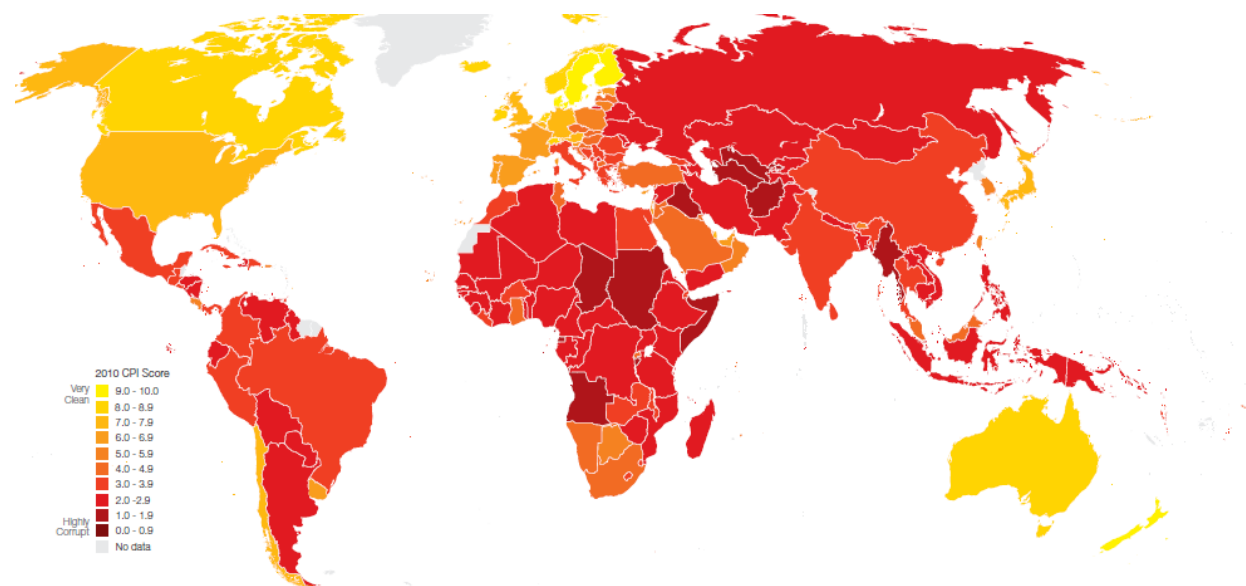 2010 CPI Score
Very
Clean
9.0 - 10.0
8.0 - 8.9
7.0 - 7.9
6.0 - 6.9
5.0 - 5.9
4.0 - 4.9
3.0 - 3.9
2.0 -2.9
1.0 - 1.9
Highly
Corrupt
0.0 - 0.9
No data